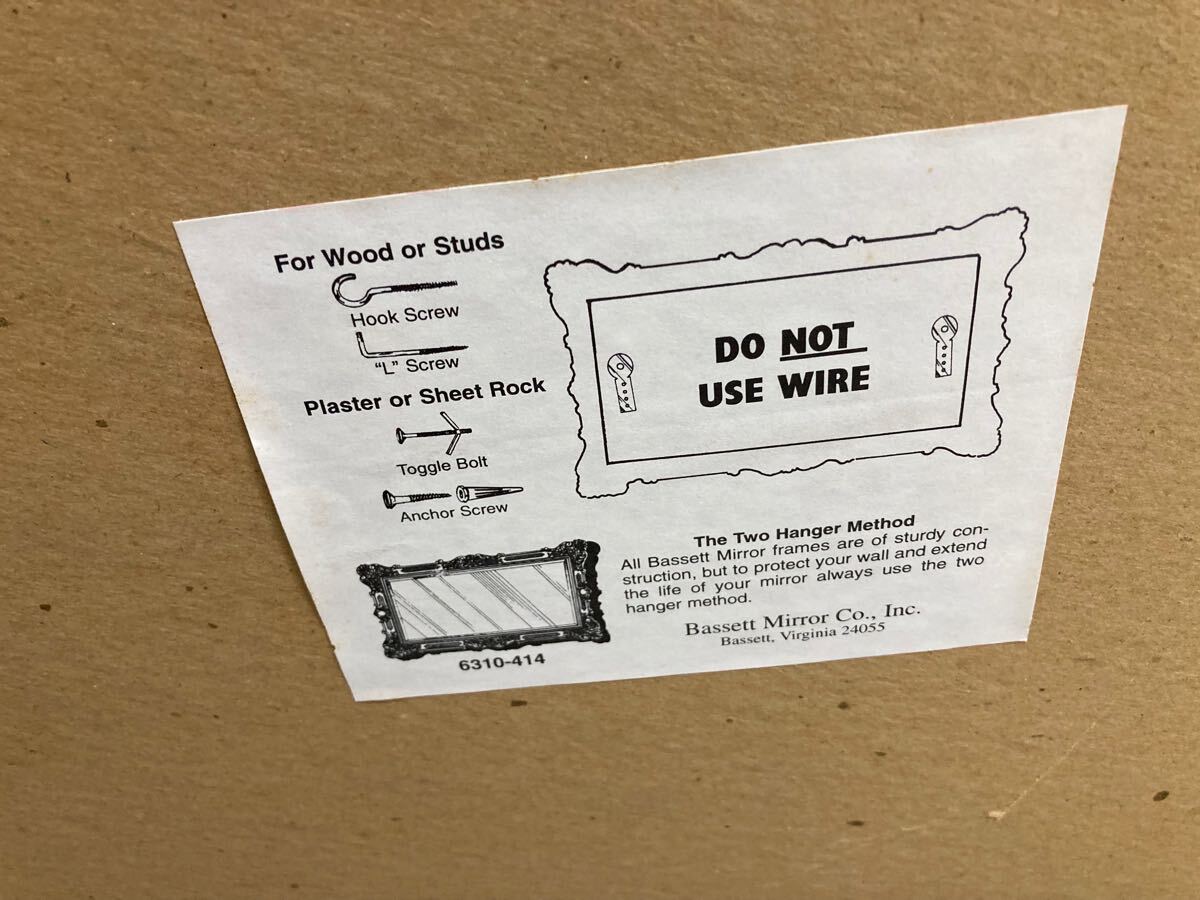 For Wood or Studs
Hook Screw
"L" Screw
Plaster or Sheet Rock
Toggle Bolt
Anchor Screw
6310-414
DO NOT
USE WIRE
The Two Hanger Method
All Bassett Mirror frames are of sturdy con-
struction, but to protect your wall and extend
the life of your mirror always use the two
hanger method.
Bassett Mirror Co., Inc.
Bassett, Virginia 24055